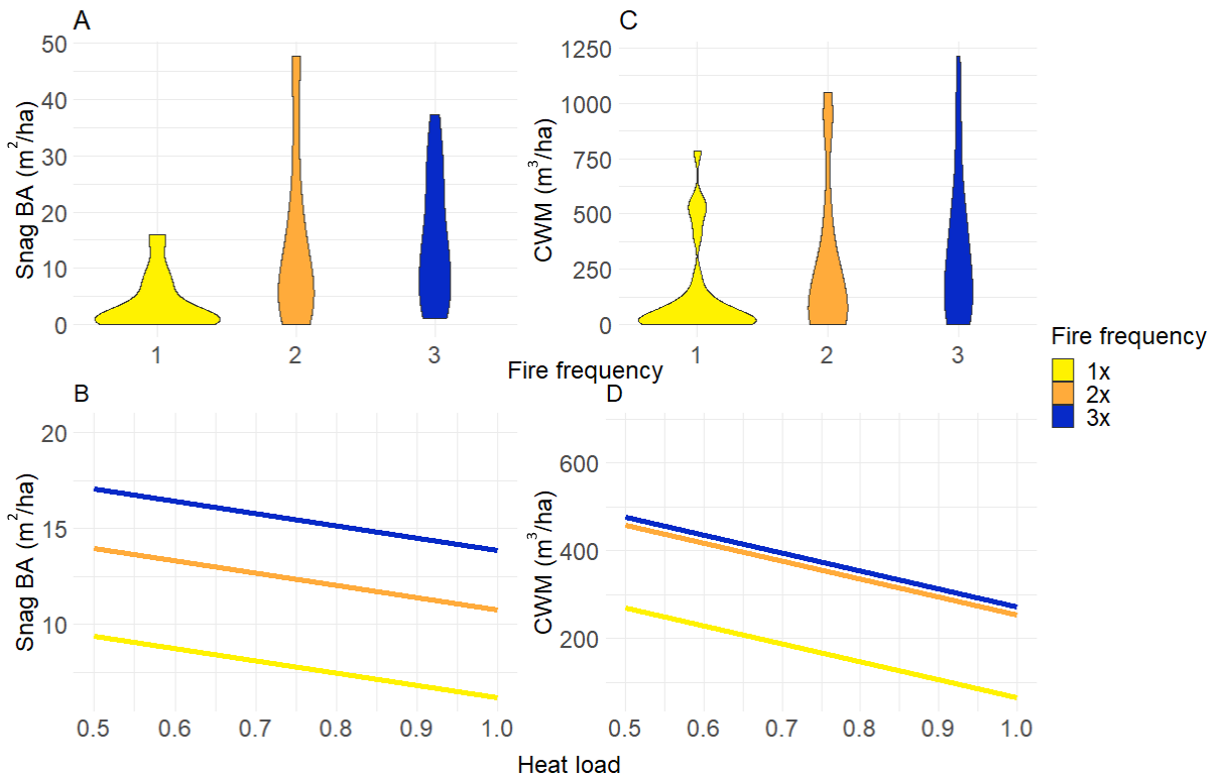 A
Snag BA (m²/ha)
50
40
30
20
10
0
1 2 3
C
CWM (m³/ha)
1250
1000
750
500
250
0
1 2 3
Fire frequency
B
Snag BA (m²/ha)
20
15
10
0.5 0.6 0.7 0.8 0.9 1.0
D
CWM (m³/ha)
600
400
200
0.5 0.6 0.7 0.8 0.9 1.0
Heat load
Fire frequency
1x
2x
3x